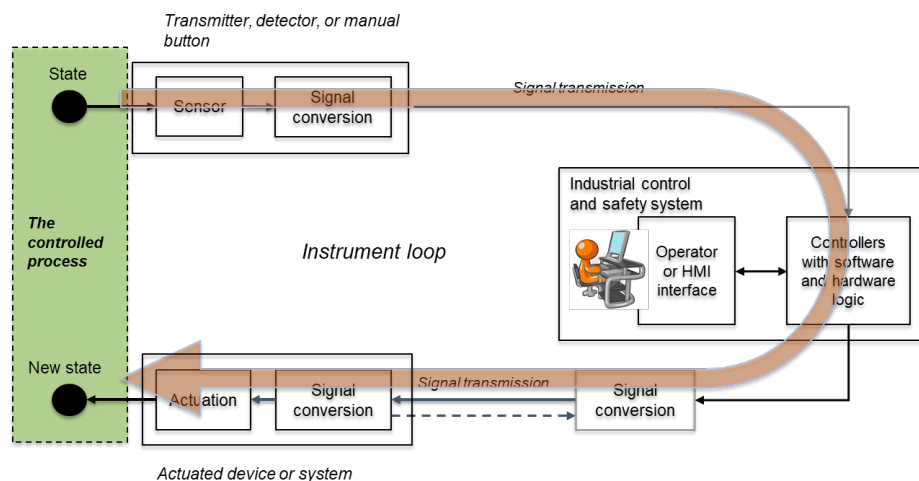 Transmitter, detector, or manual
button
State
Sensor
Signal
conversion
Signal transmission
Industrial control
and safety system
The
controlled
process
Instrument loop
Operator
or HMI
interface
Controllers
with software
and hardware
logic
New state
Actuation
Signal
conversion
Signal transmission
Signal
conversion
Actuated device or system